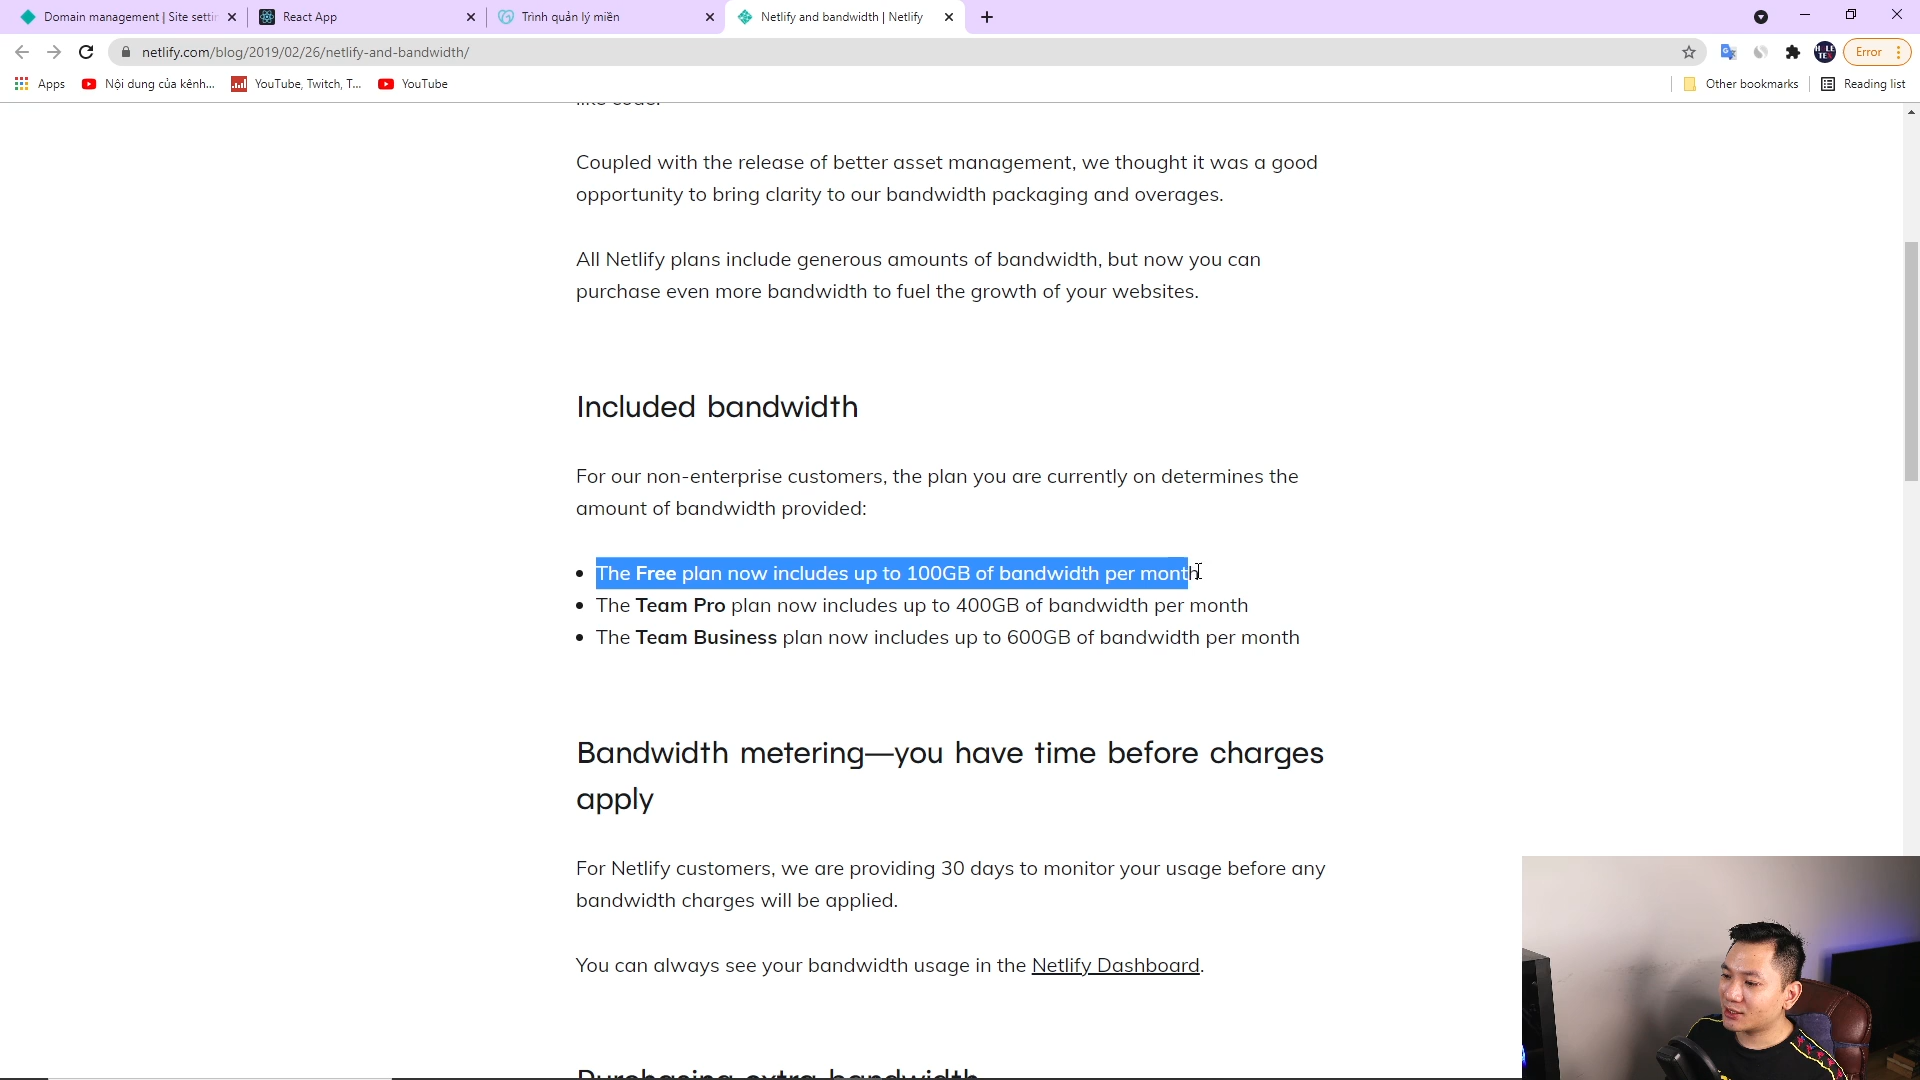 Domain management | Site settin
React App
Trình quản lý miền
Netlify and bandwidth | Netlify
netlify.com/blog/2019/02/26/netlify-and-bandwidth/
Error
Apps
Nội dung của kênh...
YouTube, Twitch, T...
YouTube
Other bookmarks
Reading list
like code.
Coupled with the release of better asset management, we thought it was a good
opportunity to bring clarity to our bandwidth packaging and overages.
All Netlify plans include generous amounts of bandwidth, but now you can
purchase even more bandwidth to fuel the growth of your websites.
Included bandwidth
For our non-enterprise customers, the plan you are currently on determines the
amount of bandwidth provided:
• The Free plan now includes up to 100GB of bandwidth per month
• The Team Pro plan now includes up to 400GB of bandwidth per month
• The Team Business plan now includes up to 600GB of bandwidth per month
Bandwidth metering—you have time before charges
apply
For Netlify customers, we are providing 30 days to monitor your usage before any
bandwidth charges will be applied.
You can always see your bandwidth usage in the Netlify Dashboard.
Purchasing extra bandwidth